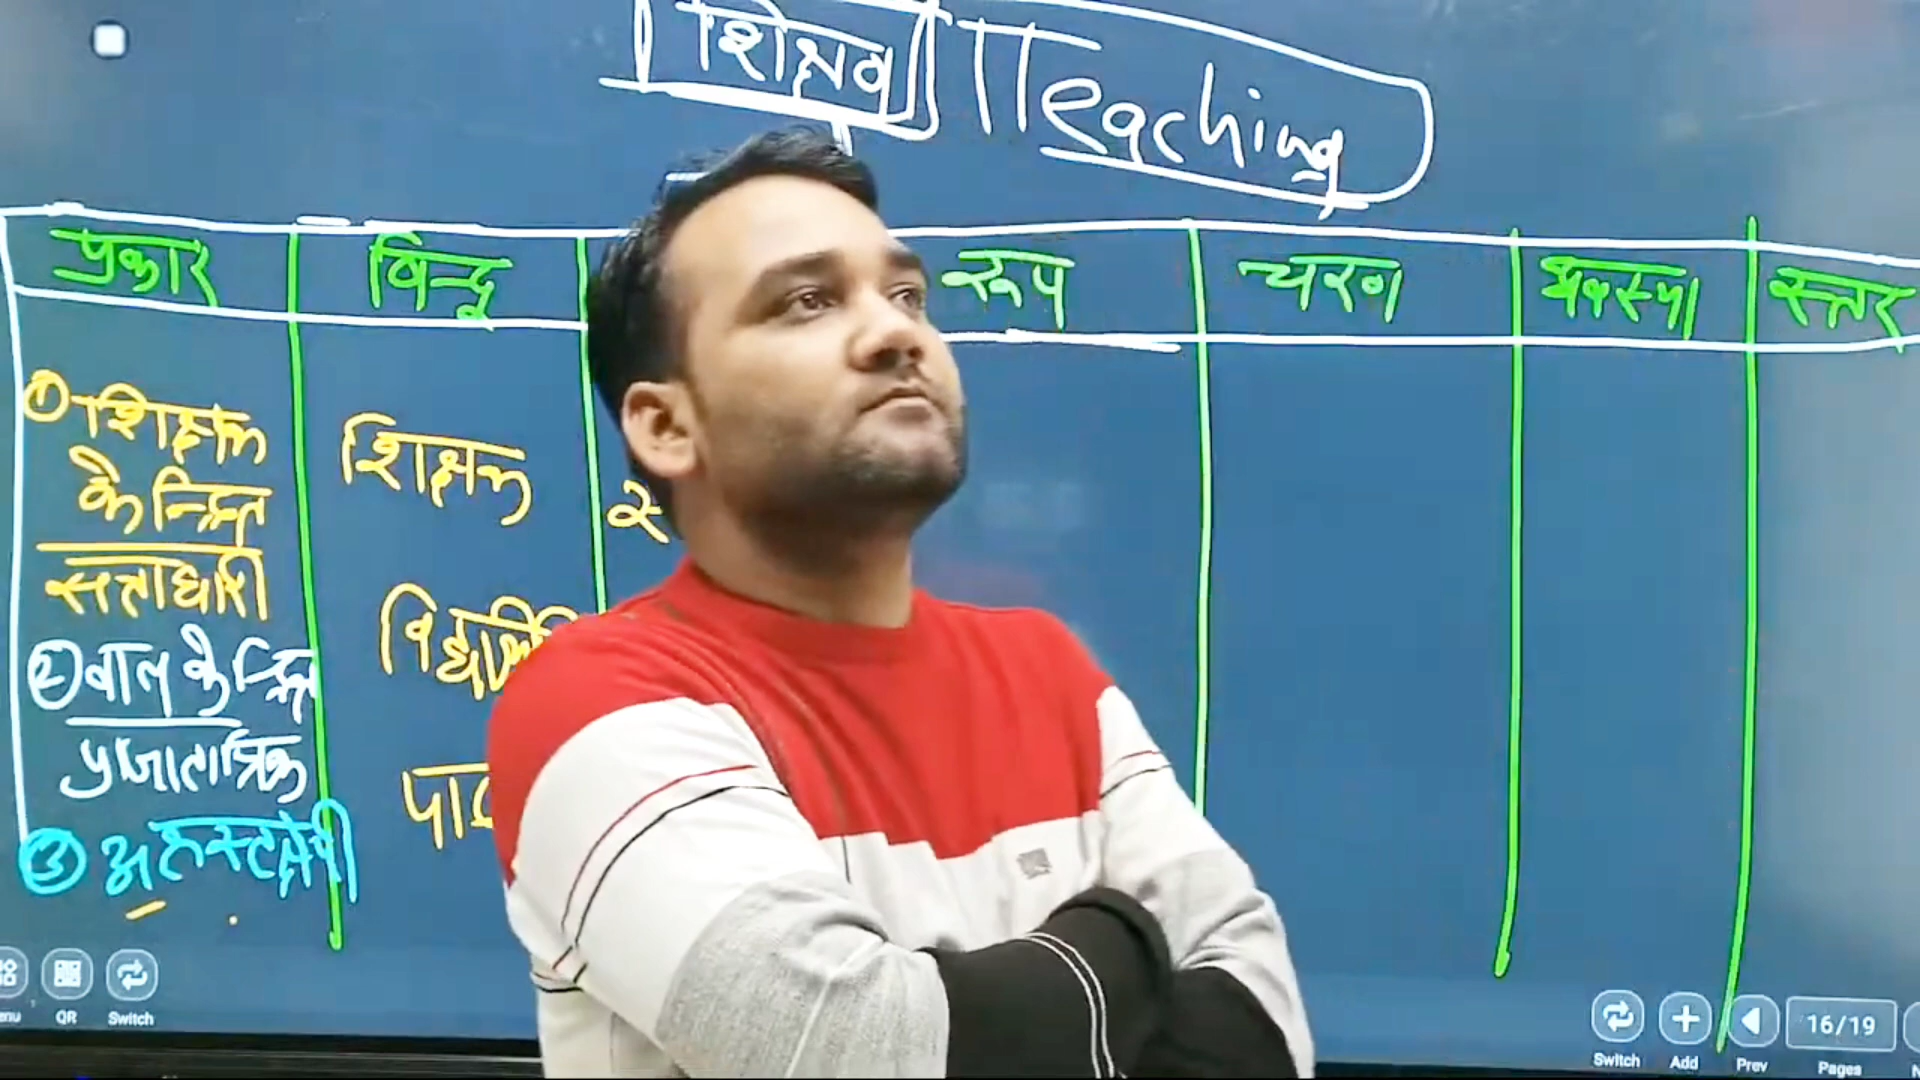 शिक्षण Teaching
प्रकार बिन्दु रूप चरण अवस्था स्तर
① शिक्षक
केन्द्रित
सत्ताधारी
शिक्षक
② बाल केन्द्रित
प्रजातांत्रिक
विद्यार्थी
③ अहस्तक्षेपी
QR Switch
Switch Add Prev 16/19 Pages